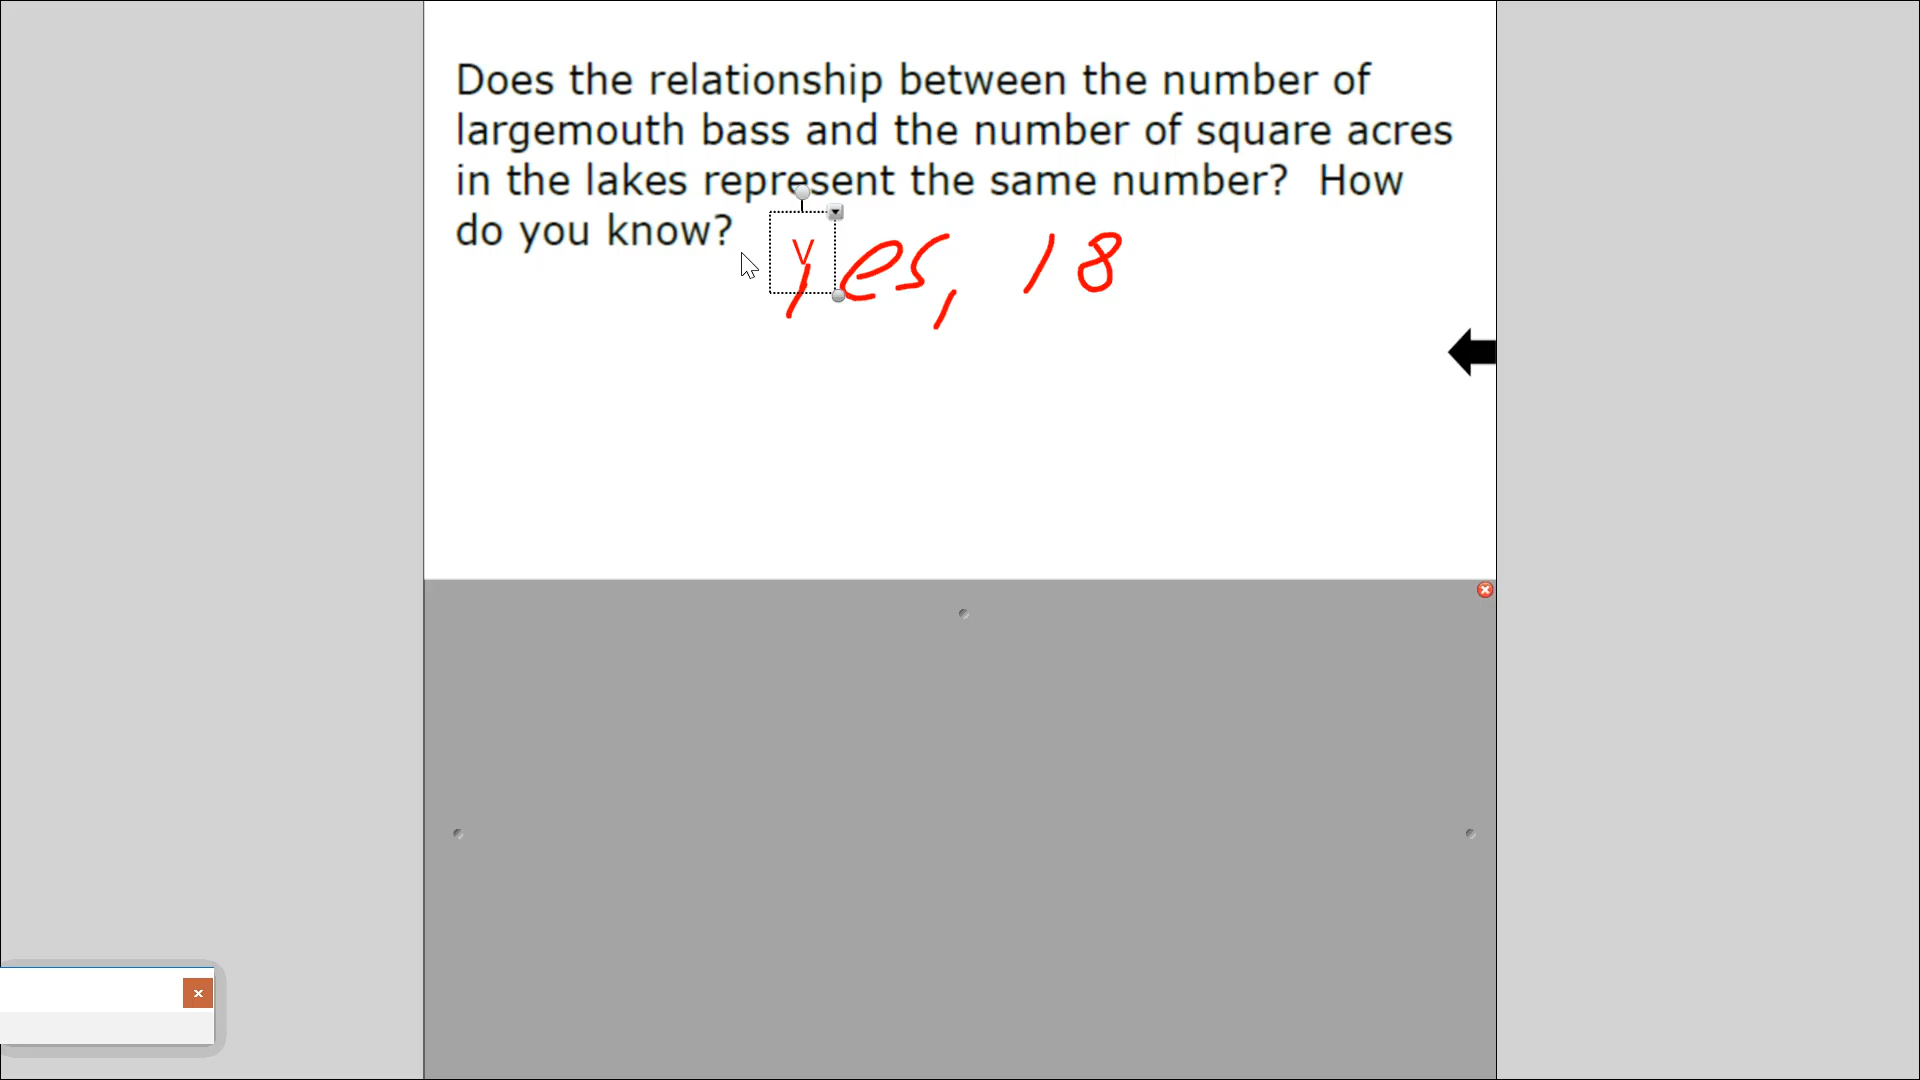 Does the relationship between the number of
largemouth bass and the number of square acres
in the lakes represent the same number?  How
do you know? yes, 18